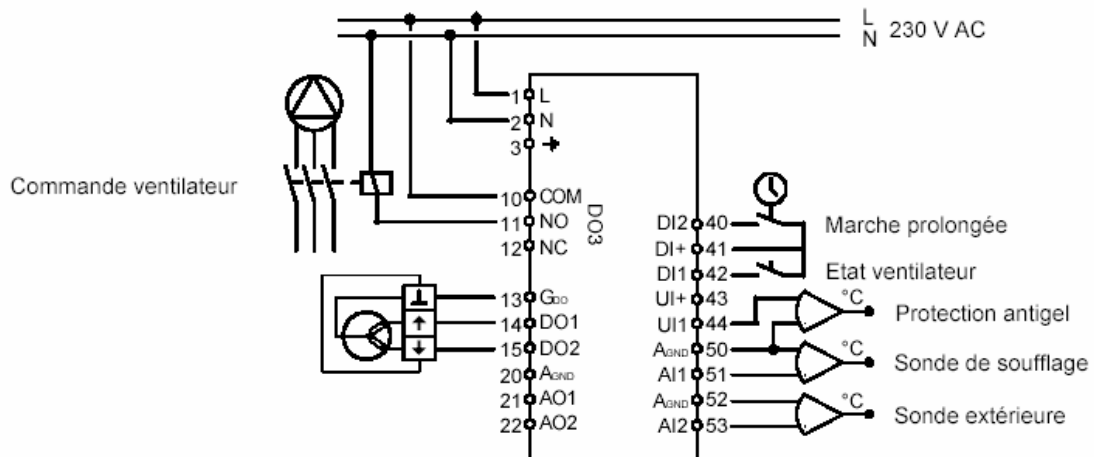 L
N 230 V AC
1 L
2 N
3
Commande ventilateur
10 COM
11 NO
12 NC
DO3
13 GDO
14 DO1
15 DO2
20 AGND
21 AO1
22 AO2
DI2 40 Marche prolongée
DI+ 41
DI1 42 Etat ventilateur
UI+ 43
UI1 44
°C
Protection antigel
AGND 50
°C
AI1 51
Sonde de soufflage
AGND 52
°C
AI2 53
Sonde extérieure